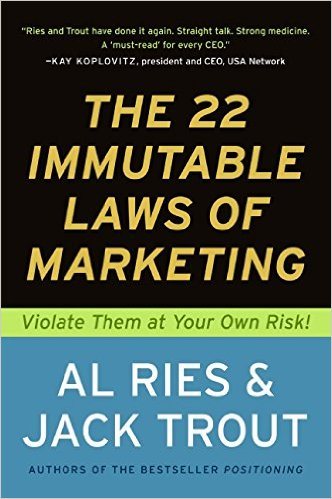 "Ries and Trout have done it again. Straight talk. Strong medicine.
A 'must-read' for every CEO."
—KAY KOPLOVITZ, president and CEO, USA Network
THE 22
IMMUTABLE
LAWS OF
MARKETING
Violate Them at Your Own Risk!
AL RIES &
JACK TROUT
AUTHORS OF THE BESTSELLER POSITIONING